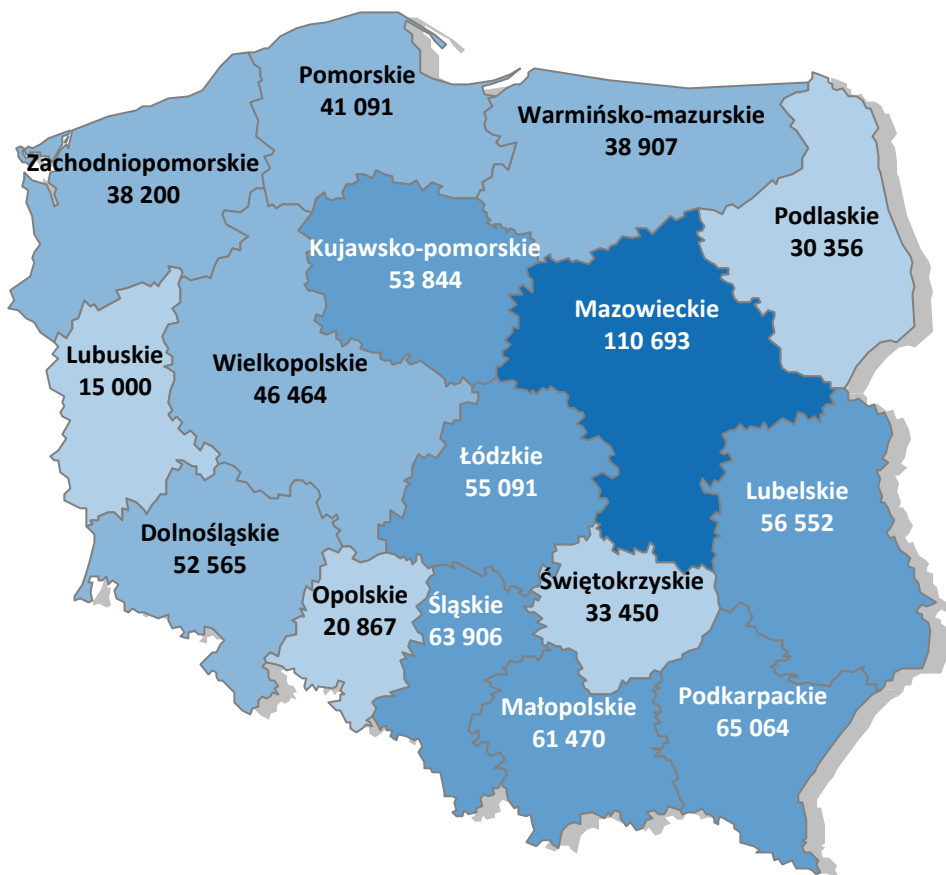 Pomorskie
41 091
Warmińsko-mazurskie
38 907
Zachodniopomorskie
38 200
Podlaskie
30 356
Kujawsko-pomorskie
53 844
Mazowieckie
110 693
Lubuskie
15 000
Wielkopolskie
46 464
Łódzkie
55 091
Lubelskie
56 552
Dolnośląskie
52 565
Opolskie
20 867
Śląskie
63 906
Świętokrzyskie
33 450
Małopolskie
61 470
Podkarpackie
65 064